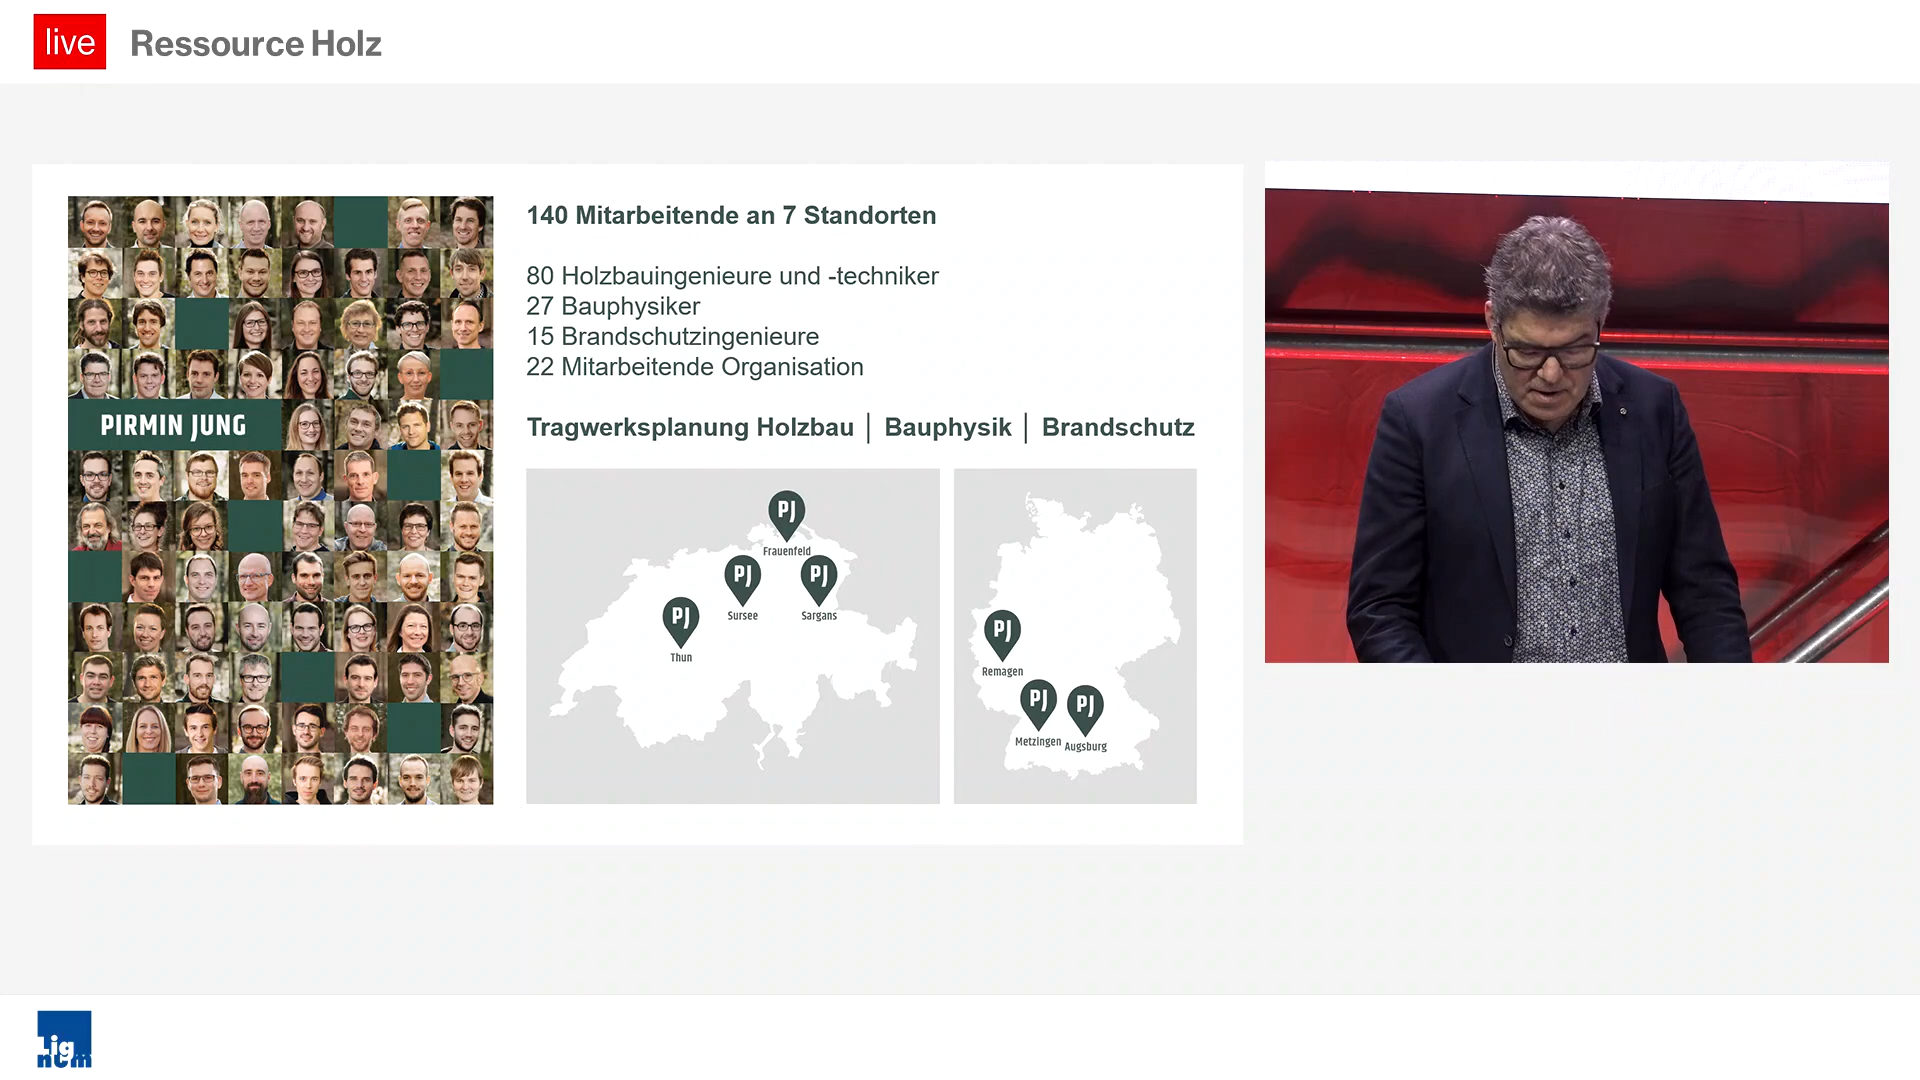 live
Ressource Holz
140 Mitarbeitende an 7 Standorten
80 Holzbauingenieure und -techniker
27 Bauphysiker
15 Brandschutzingenieure
22 Mitarbeitende Organisation
PIRMIN JUNG
Tragwerksplanung Holzbau | Bauphysik | Brandschutz
PJ
Frauenfeld
PJ
Sursee
PJ
Sargans
PJ
Thun
PJ
Remagen
PJ
Metzingen
PJ
Augsburg
Lig
num